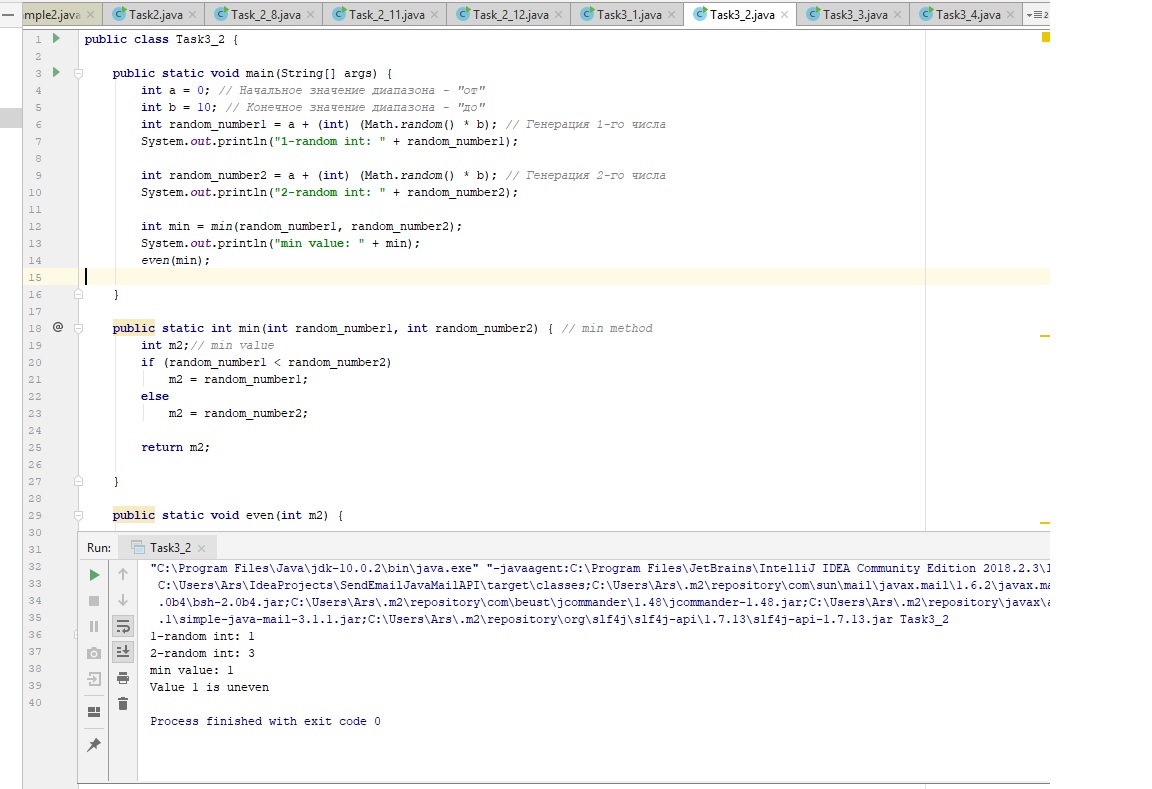 mple2.java Task2.java Task_2_8.java Task_2_11.java Task_2_12.java Task3_1.java Task3_2.java Task3_3.java Task3_4.java 2
1 public class Task3_2 {
2
3 public static void main(String[] args) {
4 int a = 0; // Начальное значение диапазона - "от"
5 int b = 10; // Конечное значение диапазона - "до"
6 int random_number1 = a + (int) (Math.random() * b); // Генерация 1-го числа
7 System.out.println("1-random int: " + random_number1);
8
9 int random_number2 = a + (int) (Math.random() * b); // Генерация 2-го числа
10 System.out.println("2-random int: " + random_number2);
11
12 int min = min(random_number1, random_number2);
13 System.out.println("min value: " + min);
14 even(min);
15
16 }
17
18 @ public static int min(int random_number1, int random_number2) { // min method
19 int m2;// min value
20 if (random_number1 < random_number2)
21 m2 = random_number1;
22 else
23 m2 = random_number2;
24
25 return m2;
26
27 }
28
29 public static void even(int m2) {
30
31 Run: Task3_2
32 "C:\Program Files\Java\jdk-10.0.2\bin\java.exe" "-javaagent:C:\Program Files\JetBrains\IntelliJ IDEA Community Edition 2018.2.3\l
33 C:\Users\Ars\IdeaProjects\SendEmailJavaMailAPI\target\classes;C:\Users\Ars\.m2\repository\com\sun\mail\javax.mail\1.6.2\javax.ma
34 .0b4\bsh-2.0b4.jar;C:\Users\Ars\.m2\repository\com\beust\jcommander\1.48\jcommander-1.48.jar;C:\Users\Ars\.m2\repository\javax\a
35 .1\simple-java-mail-3.1.1.jar;C:\Users\Ars\.m2\repository\org\slf4j\slf4j-api\1.7.13\slf4j-api-1.7.13.jar Task3_2
36 1-random int: 1
37 2-random int: 3
38 min value: 1
39 Value 1 is uneven
40
Process finished with exit code 0